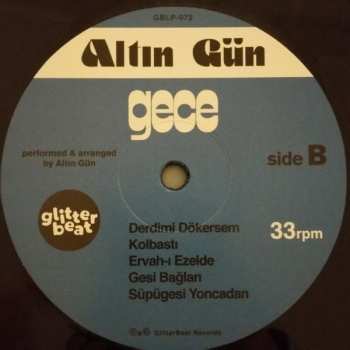 GBLP-072
Altın Gün
gece
performed & arranged
by Altın Gün
side B
glitter
beat
33rpm
Derdimi Dökersem
Kolbastı
Ervah-ı Ezelde
Gesi Bağları
Süpügesi Yoncadan
℗&© Glitterbeat Records